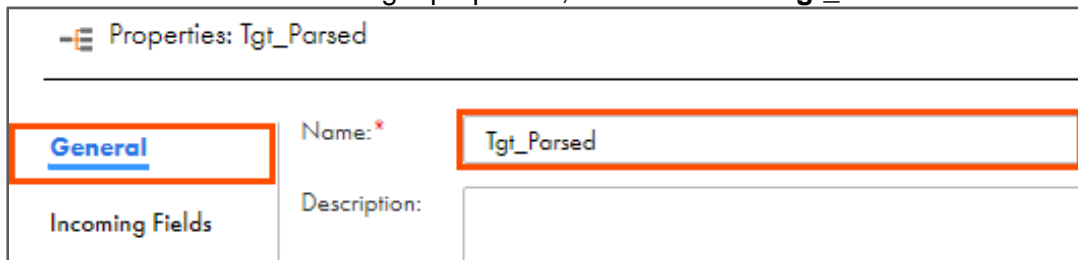 Properties: Tgt_Parsed
General
Name:*
Tgt_Parsed
Description:
Incoming Fields